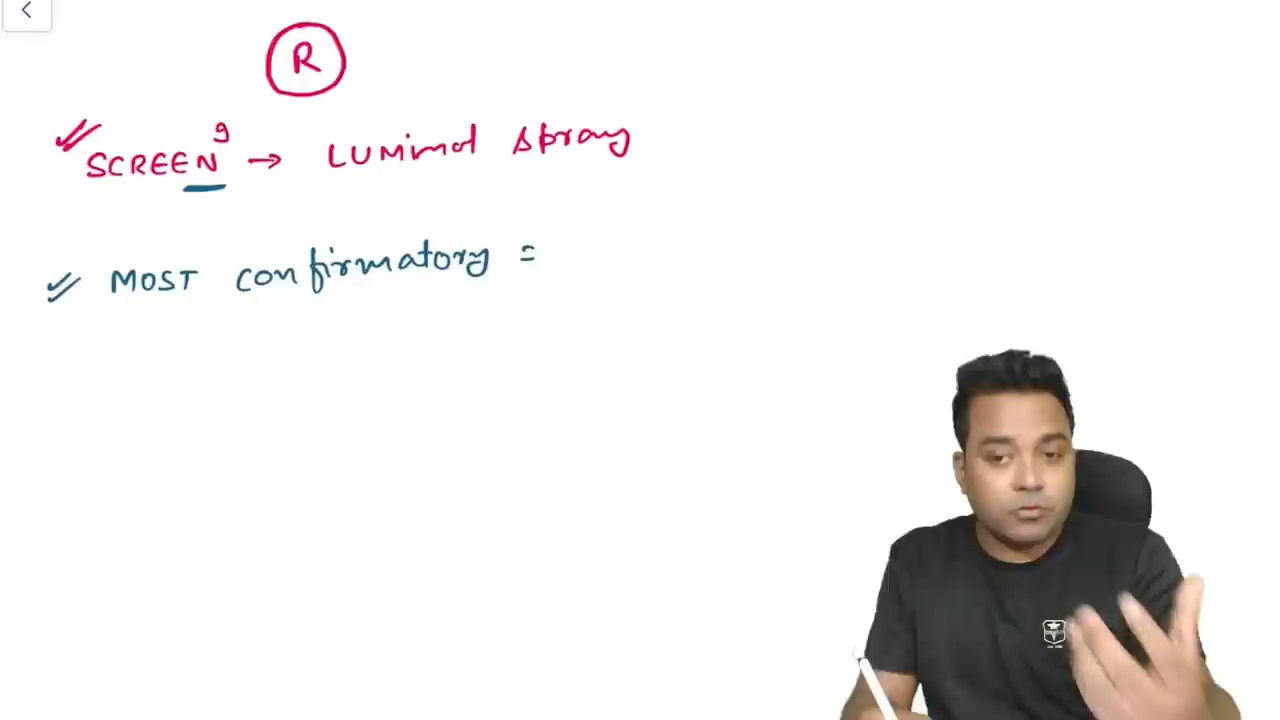 R
SCREENg → Luminol spray
MOST confirmatory =